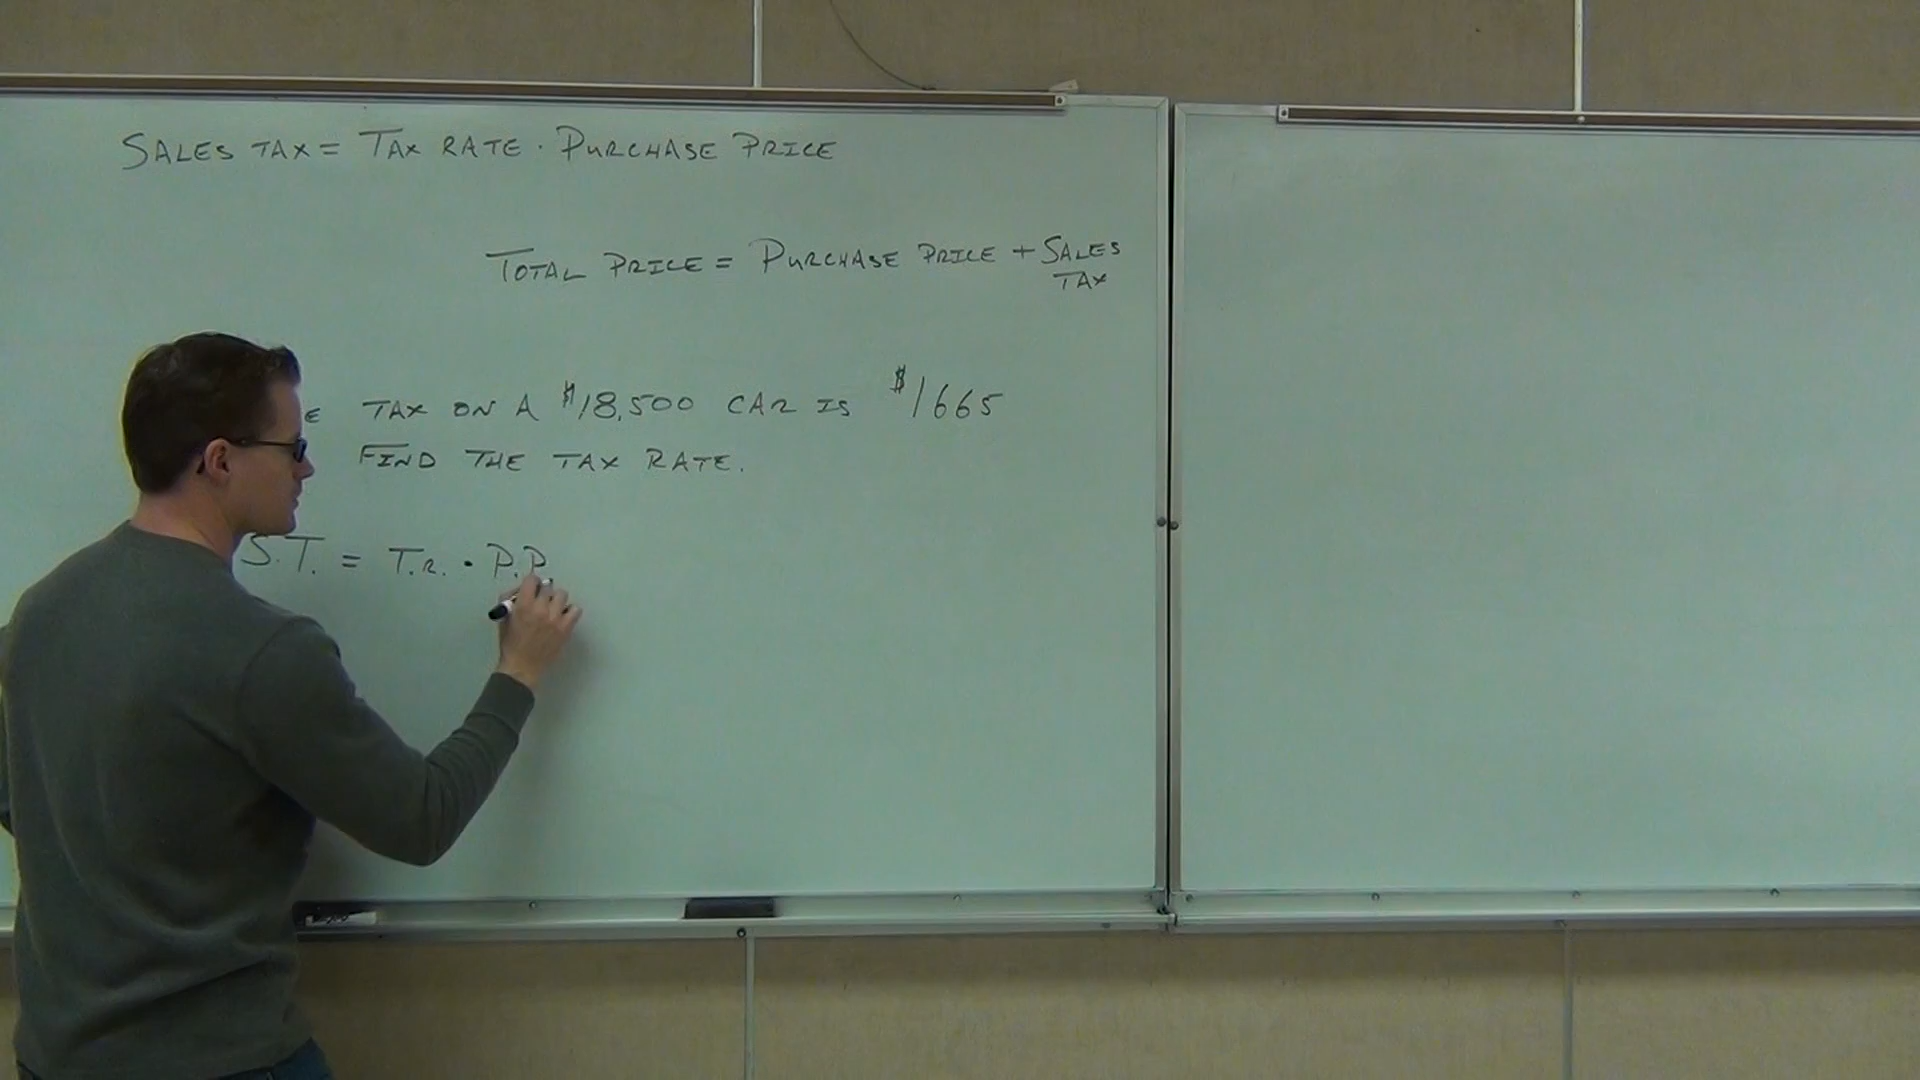 SALES TAX = TAX RATE · PURCHASE PRICE
TOTAL PRICE = PURCHASE PRICE + SALES
TAX
TAX ON A $18,500 CAR IS $1665
FIND THE TAX RATE.
S.T. = T.R. · P.P